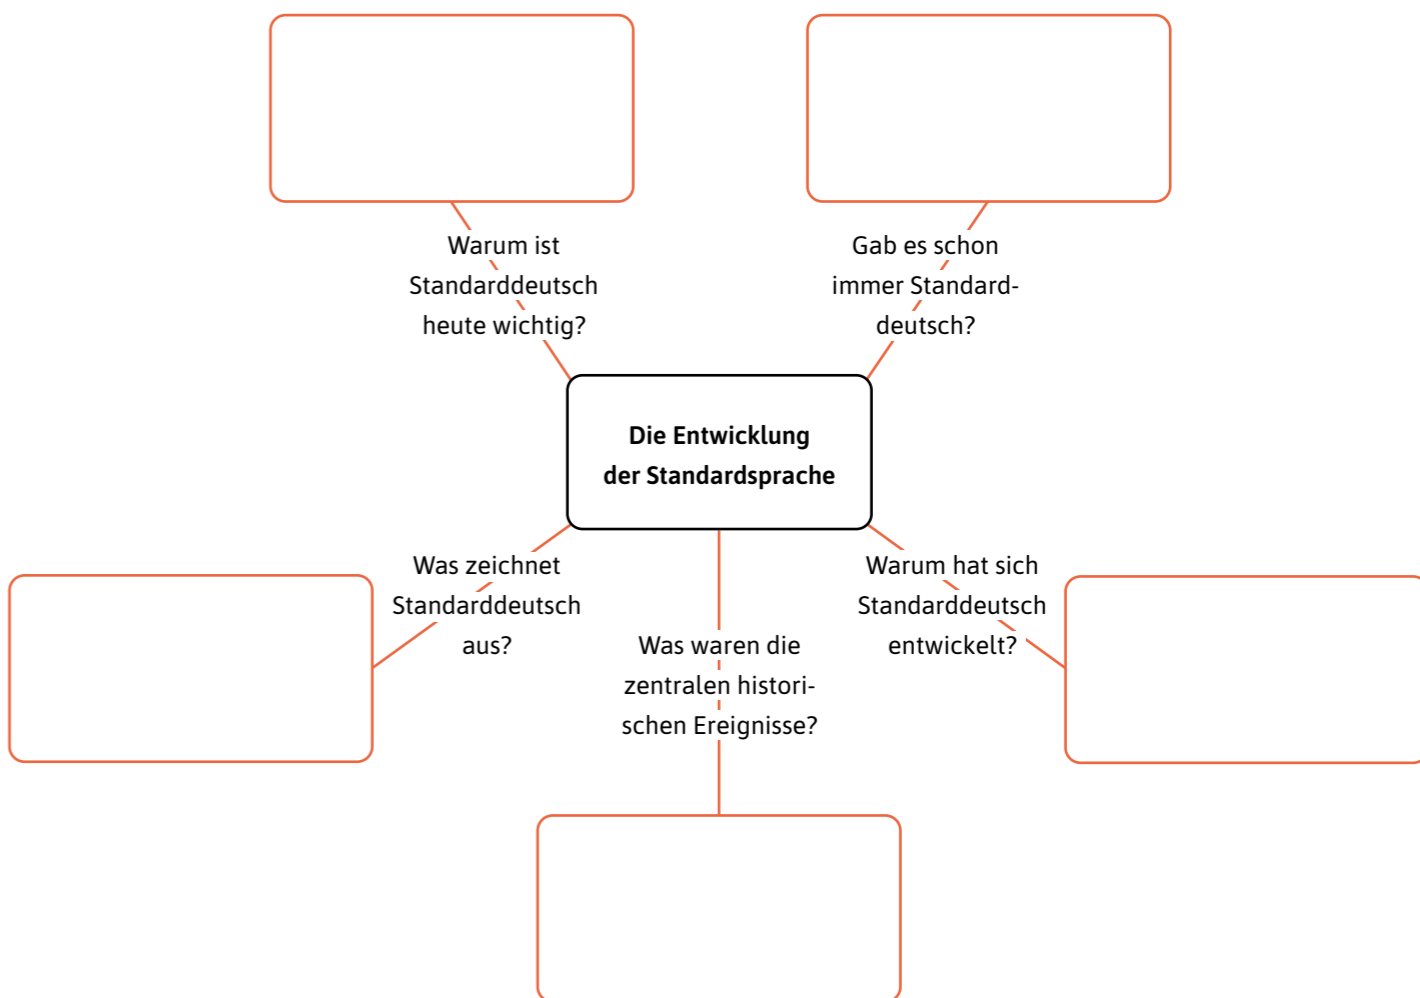 Warum ist
Standarddeutsch
heute wichtig?
Gab es schon
immer Standard-
deutsch?
Die Entwicklung
der Standardsprache
Was zeichnet
Standarddeutsch
aus?
Was waren die
zentralen histori-
schen Ereignisse?
Warum hat sich
Standarddeutsch
entwickelt?